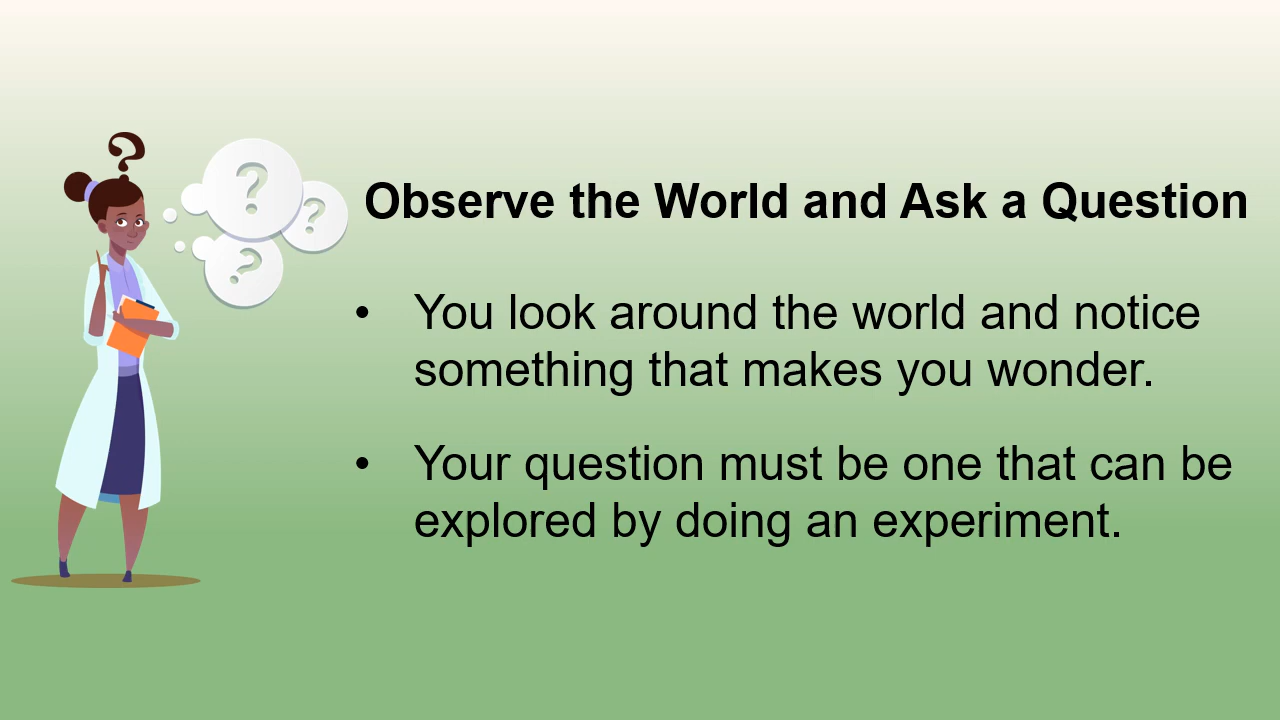 ?
? ? ?
Observe the World and Ask a Question
• You look around the world and notice
something that makes you wonder.
• Your question must be one that can be
explored by doing an experiment.